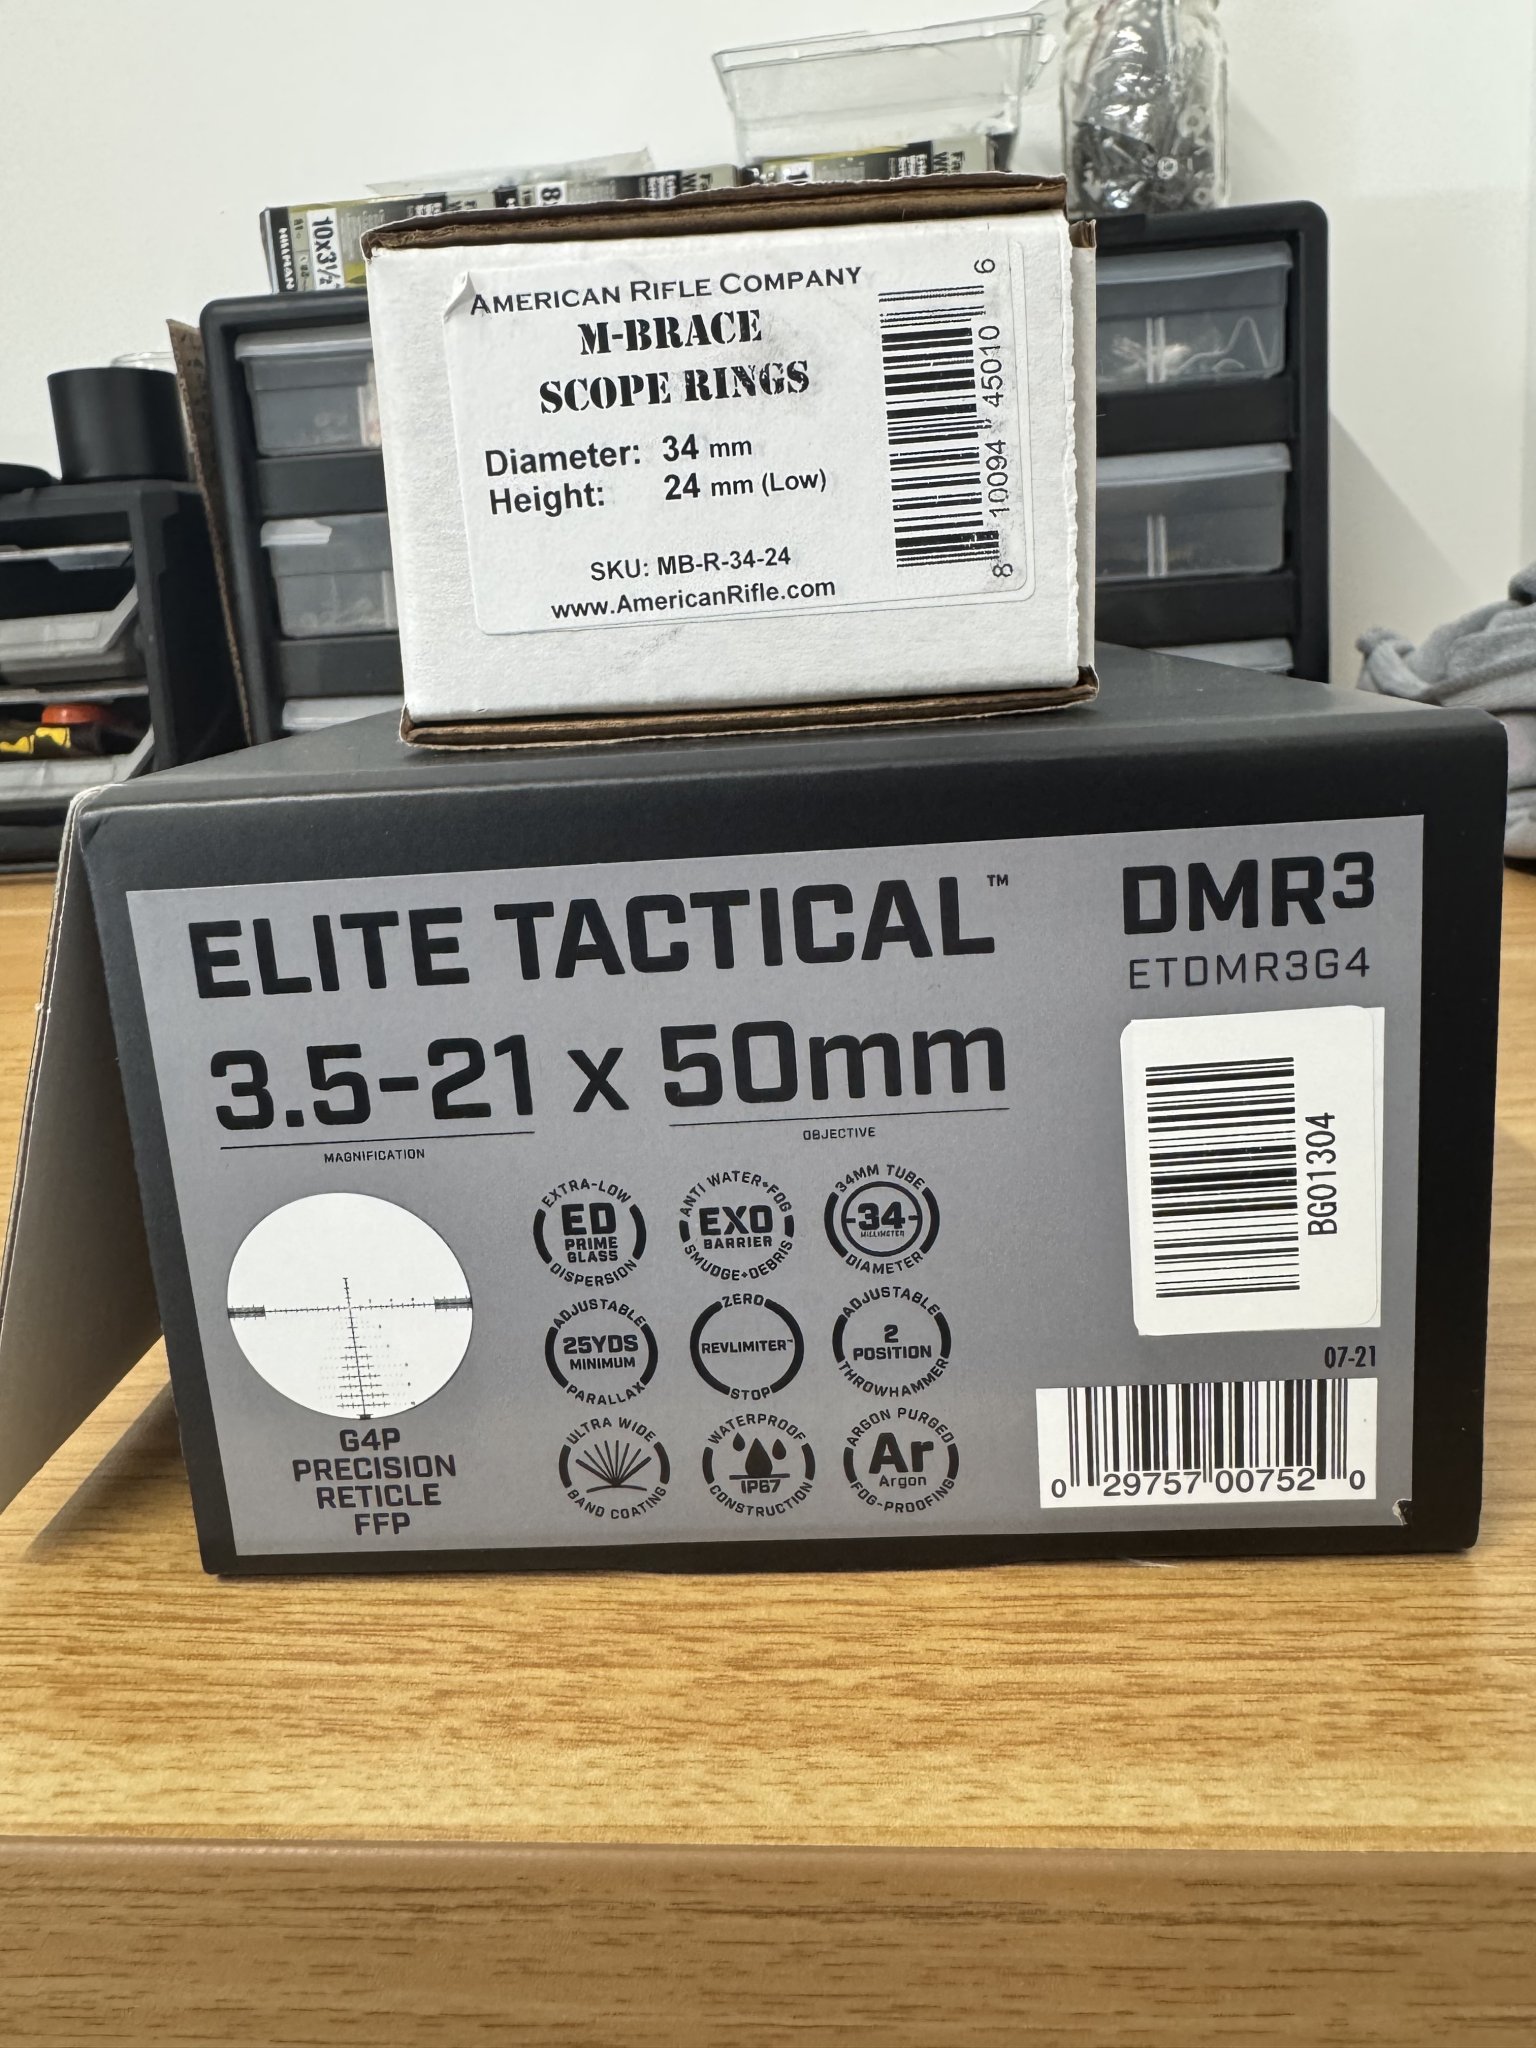 10x3½
HILLMAN
AMERICAN RIFLE COMPANY
M-BRACE
SCOPE RINGS
Diameter: 34 mm
Height: 24 mm (Low)
SKU: MB-R-34-24
www.AmericanRifle.com
8 10094 45010 6
ELITE TACTICAL™
DMR3
ETDMR3G4
3.5-21 x 50mm
MAGNIFICATION
OBJECTIVE
BG01304
EXTRA-LOW
ED
PRIME
GLASS
DISPERSION
ANTI WATER•FOG
EXO
BARRIER
SMUDGE•DEBRIS
34MM TUBE
-34-
MILLIMETER
DIAMETER
ADJUSTABLE
25YDS
MINIMUM
PARALLAX
ZERO
REVLIMITER™
STOP
ADJUSTABLE
2
POSITION
THROWHAMMER
ULTRA WIDE
BAND COATING
WATERPROOF
IP67
CONSTRUCTION
ARGON PURGED
Ar
Argon
FOG-PROOFING
G4P
PRECISION
RETICLE
FFP
07-21
0 29757 00752 0